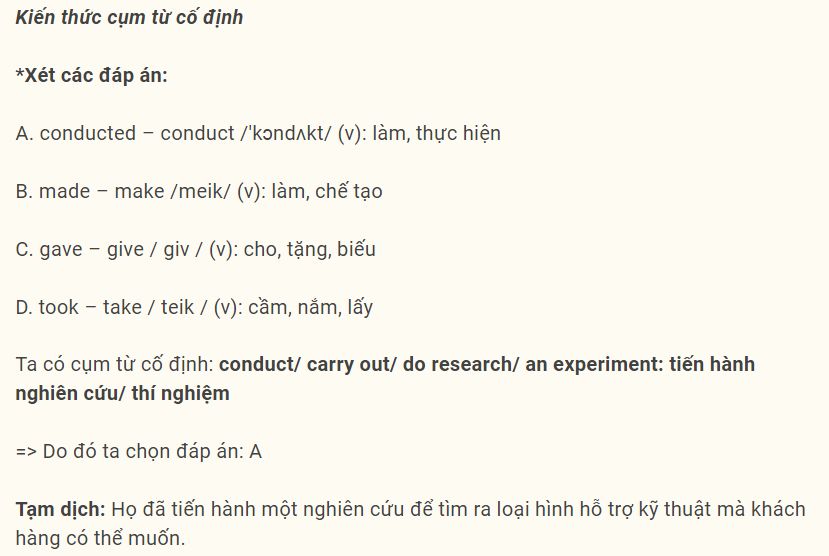 Kiến thức cụm từ cố định
*Xét các đáp án:
A. conducted – conduct /'kɔndʌkt/ (v): làm, thực hiện
B. made – make /meik/ (v): làm, chế tạo
C. gave – give / giv / (v): cho, tặng, biếu
D. took – take / teik / (v): cầm, nắm, lấy
Ta có cụm từ cố định: conduct/ carry out/ do research/ an experiment: tiến hành
nghiên cứu/ thí nghiệm
=> Do đó ta chọn đáp án: A
Tạm dịch: Họ đã tiến hành một nghiên cứu để tìm ra loại hình hỗ trợ kỹ thuật mà khách
hàng có thể muốn.